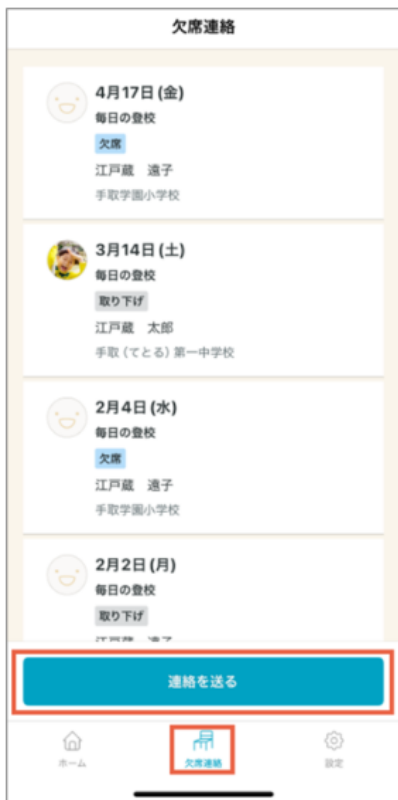 欠席連絡
4月17日(金)
毎日の登校
欠席
江戸蔵　遠子
手取学園小学校
3月14日(土)
毎日の登校
取り下げ
江戸蔵　太郎
手取(てとる)第一中学校
2月4日(水)
毎日の登校
欠席
江戸蔵　遠子
手取学園小学校
2月2日(月)
毎日の登校
取り下げ
連絡を送る
ホーム
欠席連絡
設定